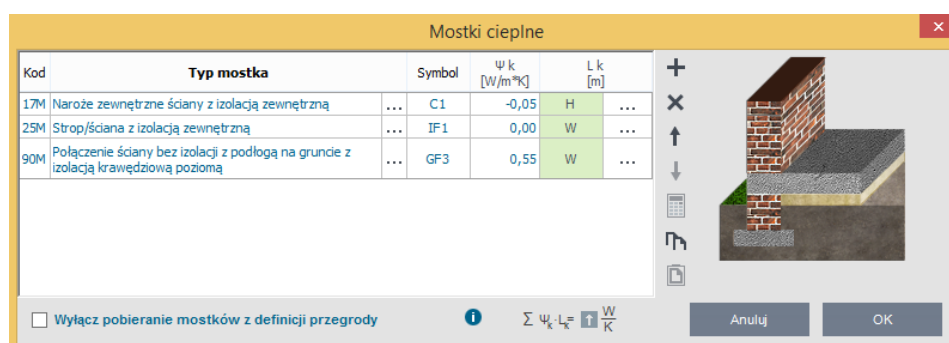 Mostki cieplne
Kod Typ mostka Symbol Ψ k [W/m*K] L k [m]
17M Naroże zewnętrzne ściany z izolacją zewnętrzną ... C1 -0,05 H ...
25M Strop/ściana z izolacją zewnętrzną ... IF1 0,00 W ...
90M Połączenie ściany bez izolacji z podłogą na gruncie z izolacją krawędziową poziomą ... GF3 0,55 W ...
Wyłącz pobieranie mostków z definicji przegrody
Σ Ψk·Lk= W/K
Anuluj OK